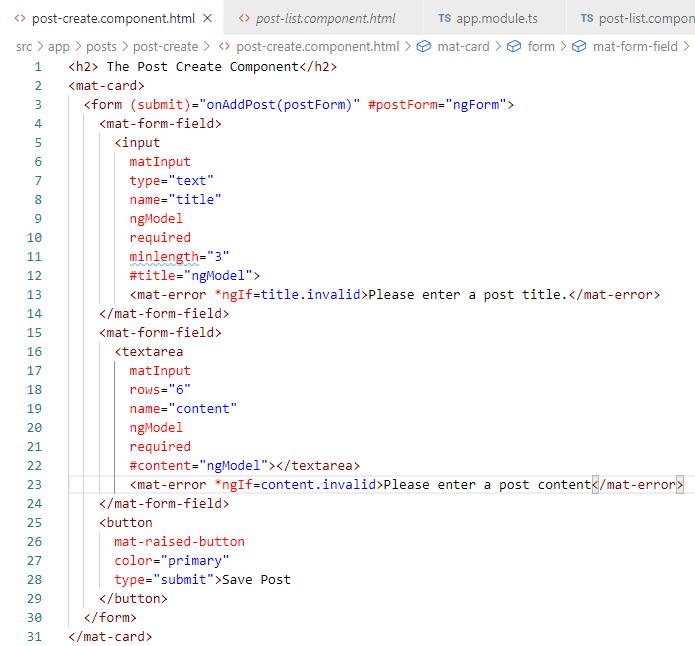 post-create.component.html × post-list.component.html TS app.module.ts TS post-list.compon
src > app > posts > post-create > post-create.component.html > mat-card > form > mat-form-field >
1 <h2> The Post Create Component</h2>
2 <mat-card>
3 <form (submit)="onAddPost(postForm)" #postForm="ngForm">
4 <mat-form-field>
5 <input
6 matInput
7 type="text"
8 name="title"
9 ngModel
10 required
11 minlength="3"
12 #title="ngModel">
13 <mat-error *ngIf=title.invalid>Please enter a post title.</mat-error>
14 </mat-form-field>
15 <mat-form-field>
16 <textarea
17 matInput
18 rows="6"
19 name="content"
20 ngModel
21 required
22 #content="ngModel"></textarea>
23 <mat-error *ngIf=content.invalid>Please enter a post content</mat-error>
24 </mat-form-field>
25 <button
26 mat-raised-button
27 color="primary"
28 type="submit">Save Post
29 </button>
30 </form>
31 </mat-card>